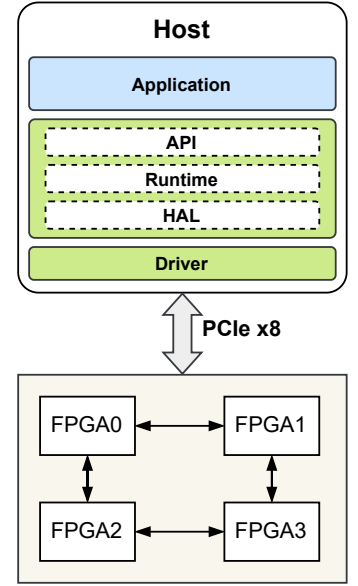 Host
Application
API
Runtime
HAL
Driver
PCIe x8
FPGA0 FPGA1
FPGA2 FPGA3